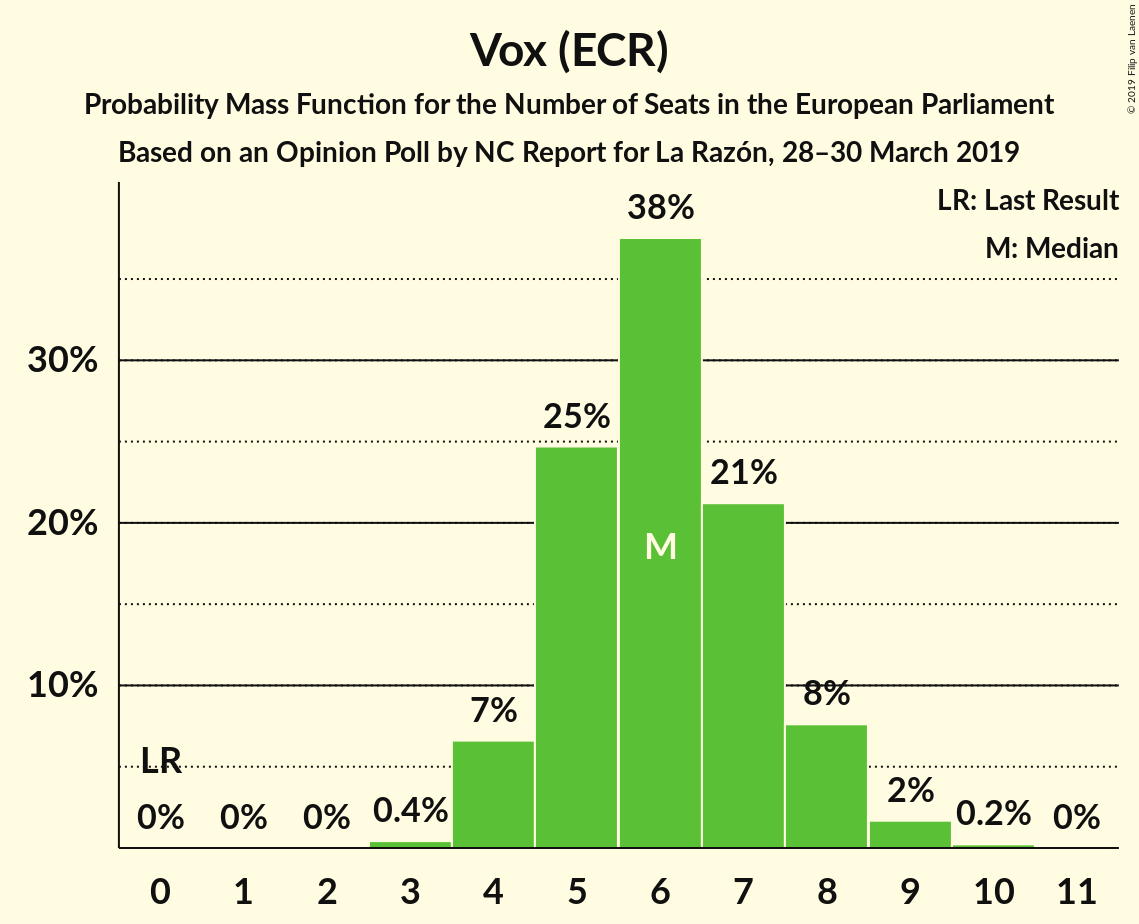 Vox (ECR)
Probability Mass Function for the Number of Seats in the European Parliament
Based on an Opinion Poll by NC Report for La Razón, 28–30 March 2019
© 2019 Filip van Laenen
LR: Last Result
M: Median
38%
30%
25%
21%
20%
M
10%
7%
8%
LR
0%
0%
0%
0.4%
2%
0.2%
0%
0 1 2 3 4 5 6 7 8 9 10 11